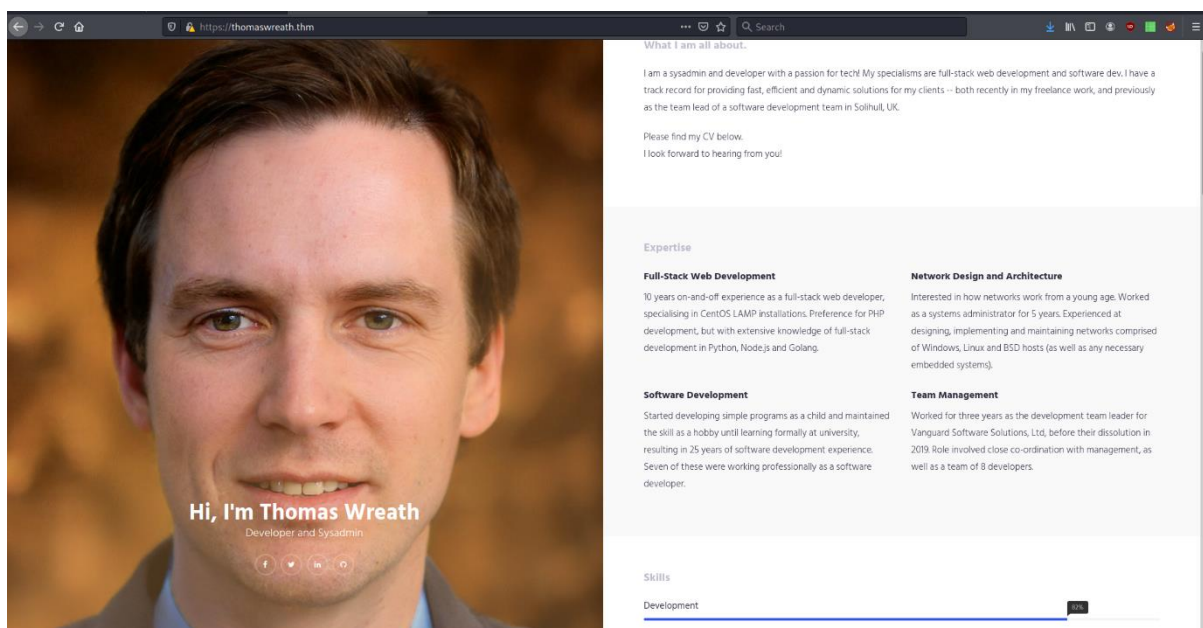 https://thomaswreath.thm
Search
What I am all about.
I am a sysadmin and developer with a passion for tech! My specialisms are full-stack web development and software dev. I have a
track record for providing fast, efficient and dynamic solutions for my clients -- both recently in my freelance work, and previously
as the team lead of a software development team in Solihull, UK.
Please find my CV below.
I look forward to hearing from you!
Expertise
Full-Stack Web Development
10 years on-and-off experience as a full-stack web developer,
specialising in CentOS LAMP installations. Preference for PHP
development, but with extensive knowledge of full-stack
development in Python, Node.js and Golang.
Network Design and Architecture
Interested in how networks work from a young age. Worked
as a systems administrator for 5 years. Experienced at
designing, implementing and maintaining networks comprised
of Windows, Linux and BSD hosts (as well as any necessary
embedded systems).
Software Development
Started developing simple programs as a child and maintained
the skill as a hobby until learning formally at university,
resulting in 25 years of software development experience.
Seven of these were working professionally as a software
developer.
Team Management
Worked for three years as the development team leader for
Vanguard Software Solutions, Ltd, before their dissolution in
2019. Role involved close co-ordination with management, as
well as a team of 8 developers.
Hi, I'm Thomas Wreath
Developer and Sysadmin
Skills
Development